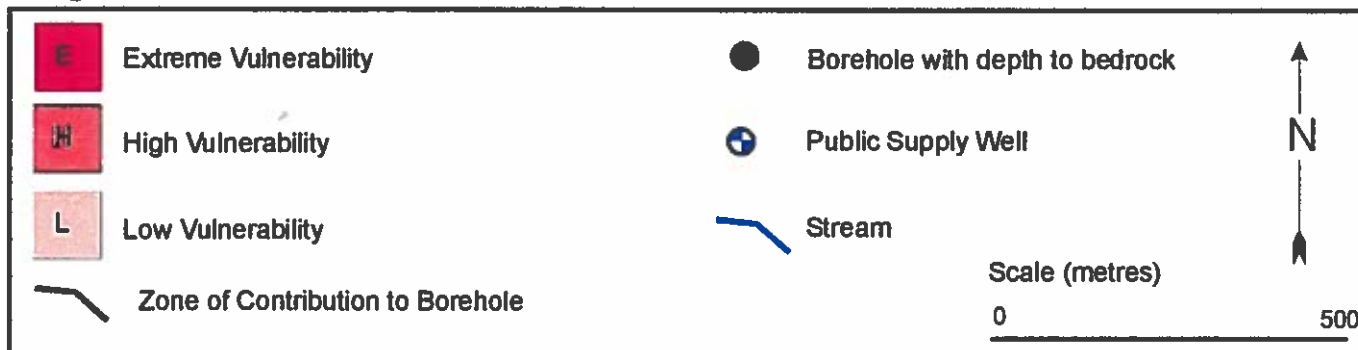 E
Extreme Vulnerability
H
High Vulnerability
L
Low Vulnerability
Zone of Contribution to Borehole
Borehole with depth to bedrock
Public Supply Well
Stream
N
Scale (metres)
0 500